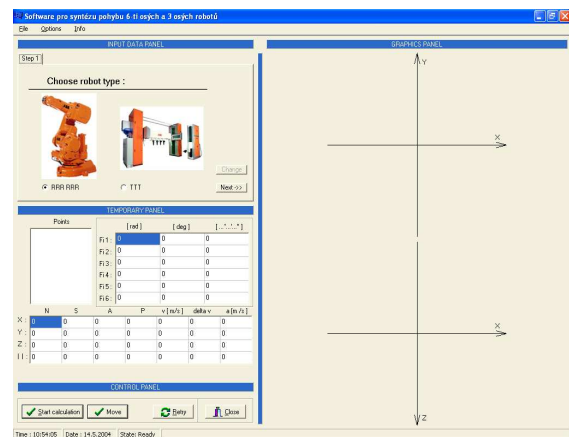 Software pro syntézu pohybu 6-ti osých a 3 osých robotů
File Options Info
INPUT DATA PANEL
Step 1
Choose robot type :
RRR RRR
TTT
Change
Next ->>
TEMPORARY PANEL
Points
[ rad ] [ deg ] [ ...°...'..." ]
Fi 1 : 0 0 0
Fi 2 : 0 0 0
Fi 3 : 0 0 0
Fi 4 : 0 0 0
Fi 5 : 0 0 0
Fi 6 : 0 0 0
N S A P v [ m/s ] delta v a [m /s ]
X : 0 0 0 0 0 0 0
Y : 0 0 0 0 0 0 0
Z : 0 0 0 0 0 0 0
| | : 0 0 0 0 0 0 0
CONTROL PANEL
Start calculation Move Retry Close
Time : 10:54:05 Date : 14.5.2004 State: Ready
GRAPHICS PANEL
Y
X
X
Z